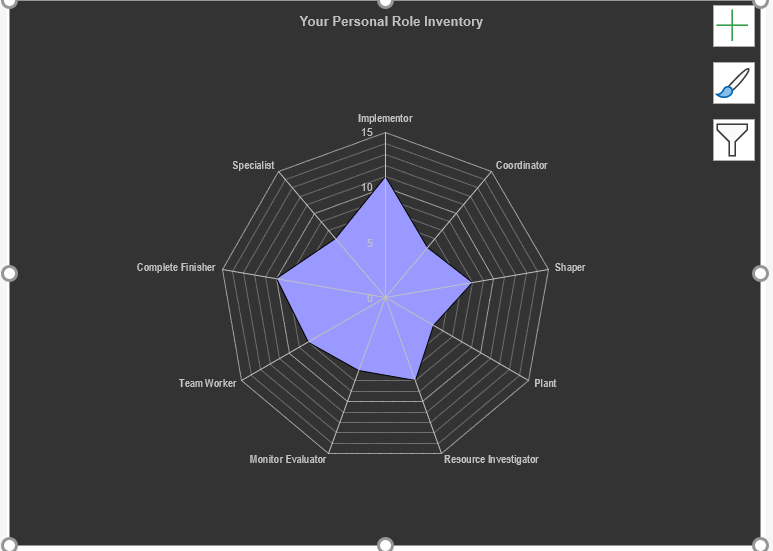 Your Personal Role Inventory
Implementor
15
Specialist
Coordinator
10
5
Complete Finisher
Shaper
0
Team Worker
Plant
Monitor Evaluator
Resource Investigator